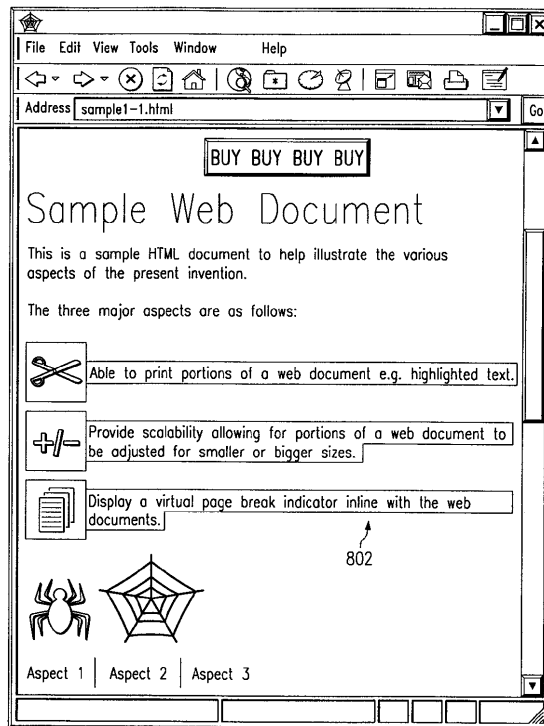 File Edit View Tools Window Help
Address sample1-1.html Go
BUY BUY BUY BUY
Sample Web Document
This is a sample HTML document to help illustrate the various
aspects of the present invention.
The three major aspects are as follows:
Able to print portions of a web document e.g. highlighted text.
+/-
Provide scalability allowing for portions of a web document to
be adjusted for smaller or bigger sizes.
Display a virtual page break indicator inline with the web
documents.
802
Aspect 1 Aspect 2 Aspect 3